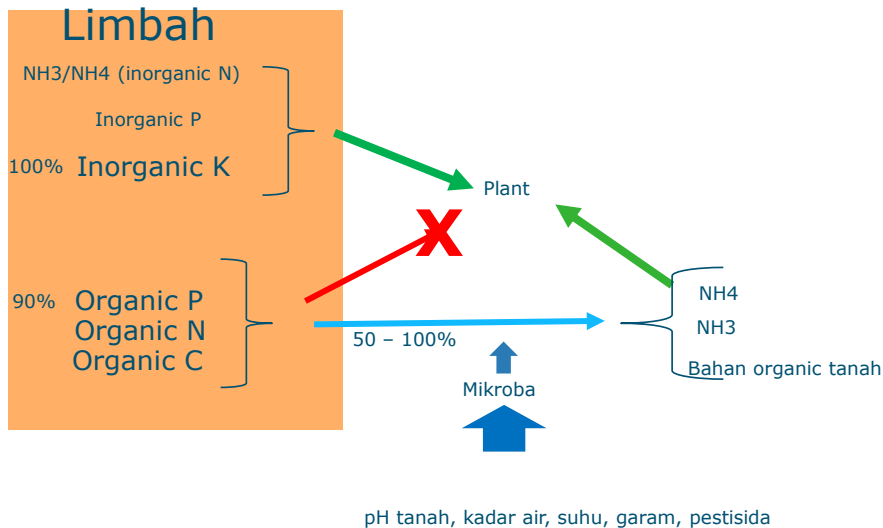 Limbah
NH3/NH4 (inorganic N)
Inorganic P
100% Inorganic K
Plant
X
90% Organic P
Organic N
Organic C
50 – 100%
NH4
NH3
Bahan organic tanah
Mikroba
pH tanah, kadar air, suhu, garam, pestisida